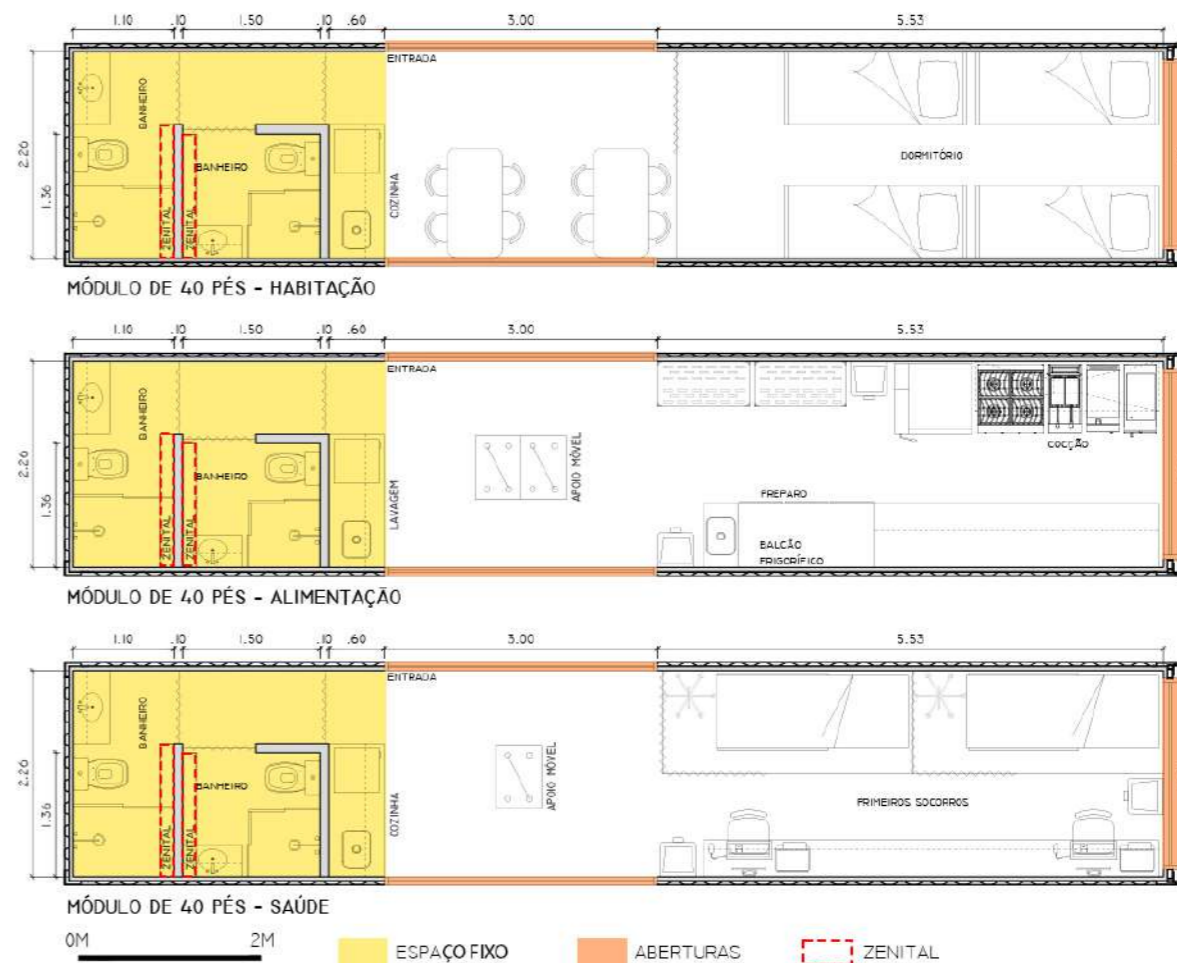 1.10 .10 1.50 .10 .60 3.00 5.53
ENTRADA
BANHEIRO
BANHEIRO
ZENITAL
ZENITAL
COZINHA
DORMITÓRIO
2.20
1.36
MÓDULO DE 40 PÉS - HABITAÇÃO
1.10 .10 1.50 .10 .60 3.00 5.53
ENTRADA
BANHEIRO
BANHEIRO
ZENITAL
ZENITAL
LAVAGEM
APOIO MÓVEL
COCÇÃO
PREPARO
BALCÃO
FRIGORÍFICO
2.20
1.36
MÓDULO DE 40 PÉS - ALIMENTAÇÃO
1.10 .10 1.50 .10 .60 3.00 5.53
ENTRADA
BANHEIRO
BANHEIRO
ZENITAL
ZENITAL
COZINHA
APOIO MÓVEL
PRIMEIROS SOCORROS
2.20
1.36
MÓDULO DE 40 PÉS - SAÚDE
0M 2M
ESPAÇO FIXO
ABERTURAS
ZENITAL